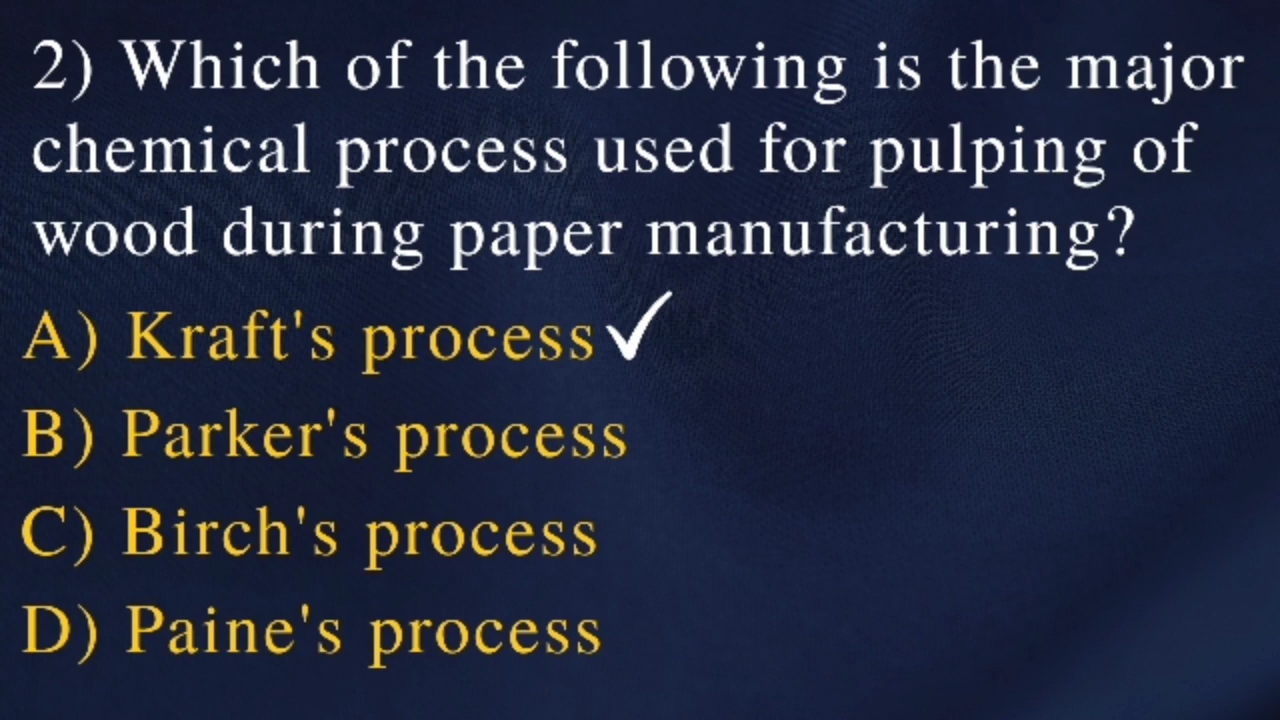 2) Which of the following is the major
chemical process used for pulping of
wood during paper manufacturing?
A) Kraft's process ✓
B) Parker's process
C) Birch's process
D) Paine's process